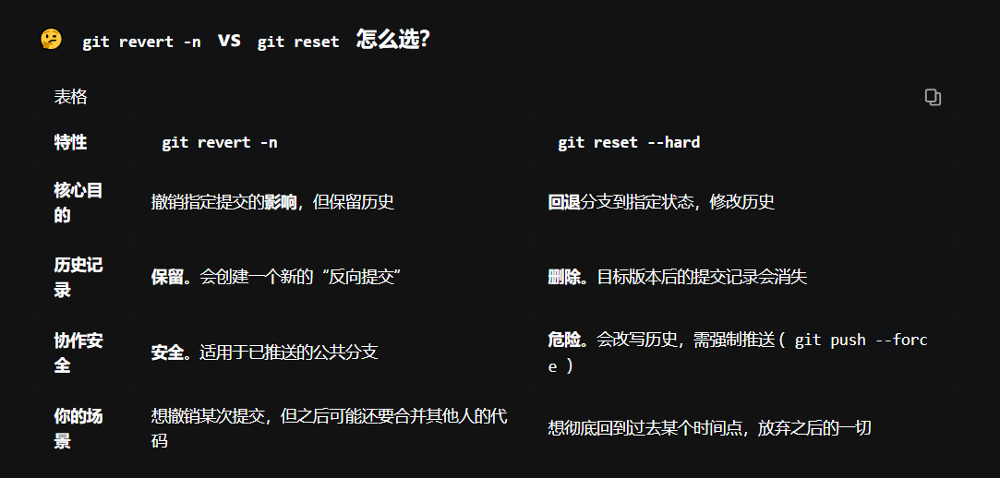 🤔 git revert -n vs git reset 怎么选？
表格
特性 git revert -n git reset --hard
核心目的 撤销指定提交的影响，但保留历史 回退分支到指定状态，修改历史
历史记录 保留。会创建一个新的“反向提交” 删除。目标版本后的提交记录会消失
协作安全 安全。适用于已推送的公共分支 危险。会改写历史，需强制推送 ( git push --force )
你的场景 想撤销某次提交，但之后可能还要合并其他人的代码 想彻底回到过去某个时间点，放弃之后的一切